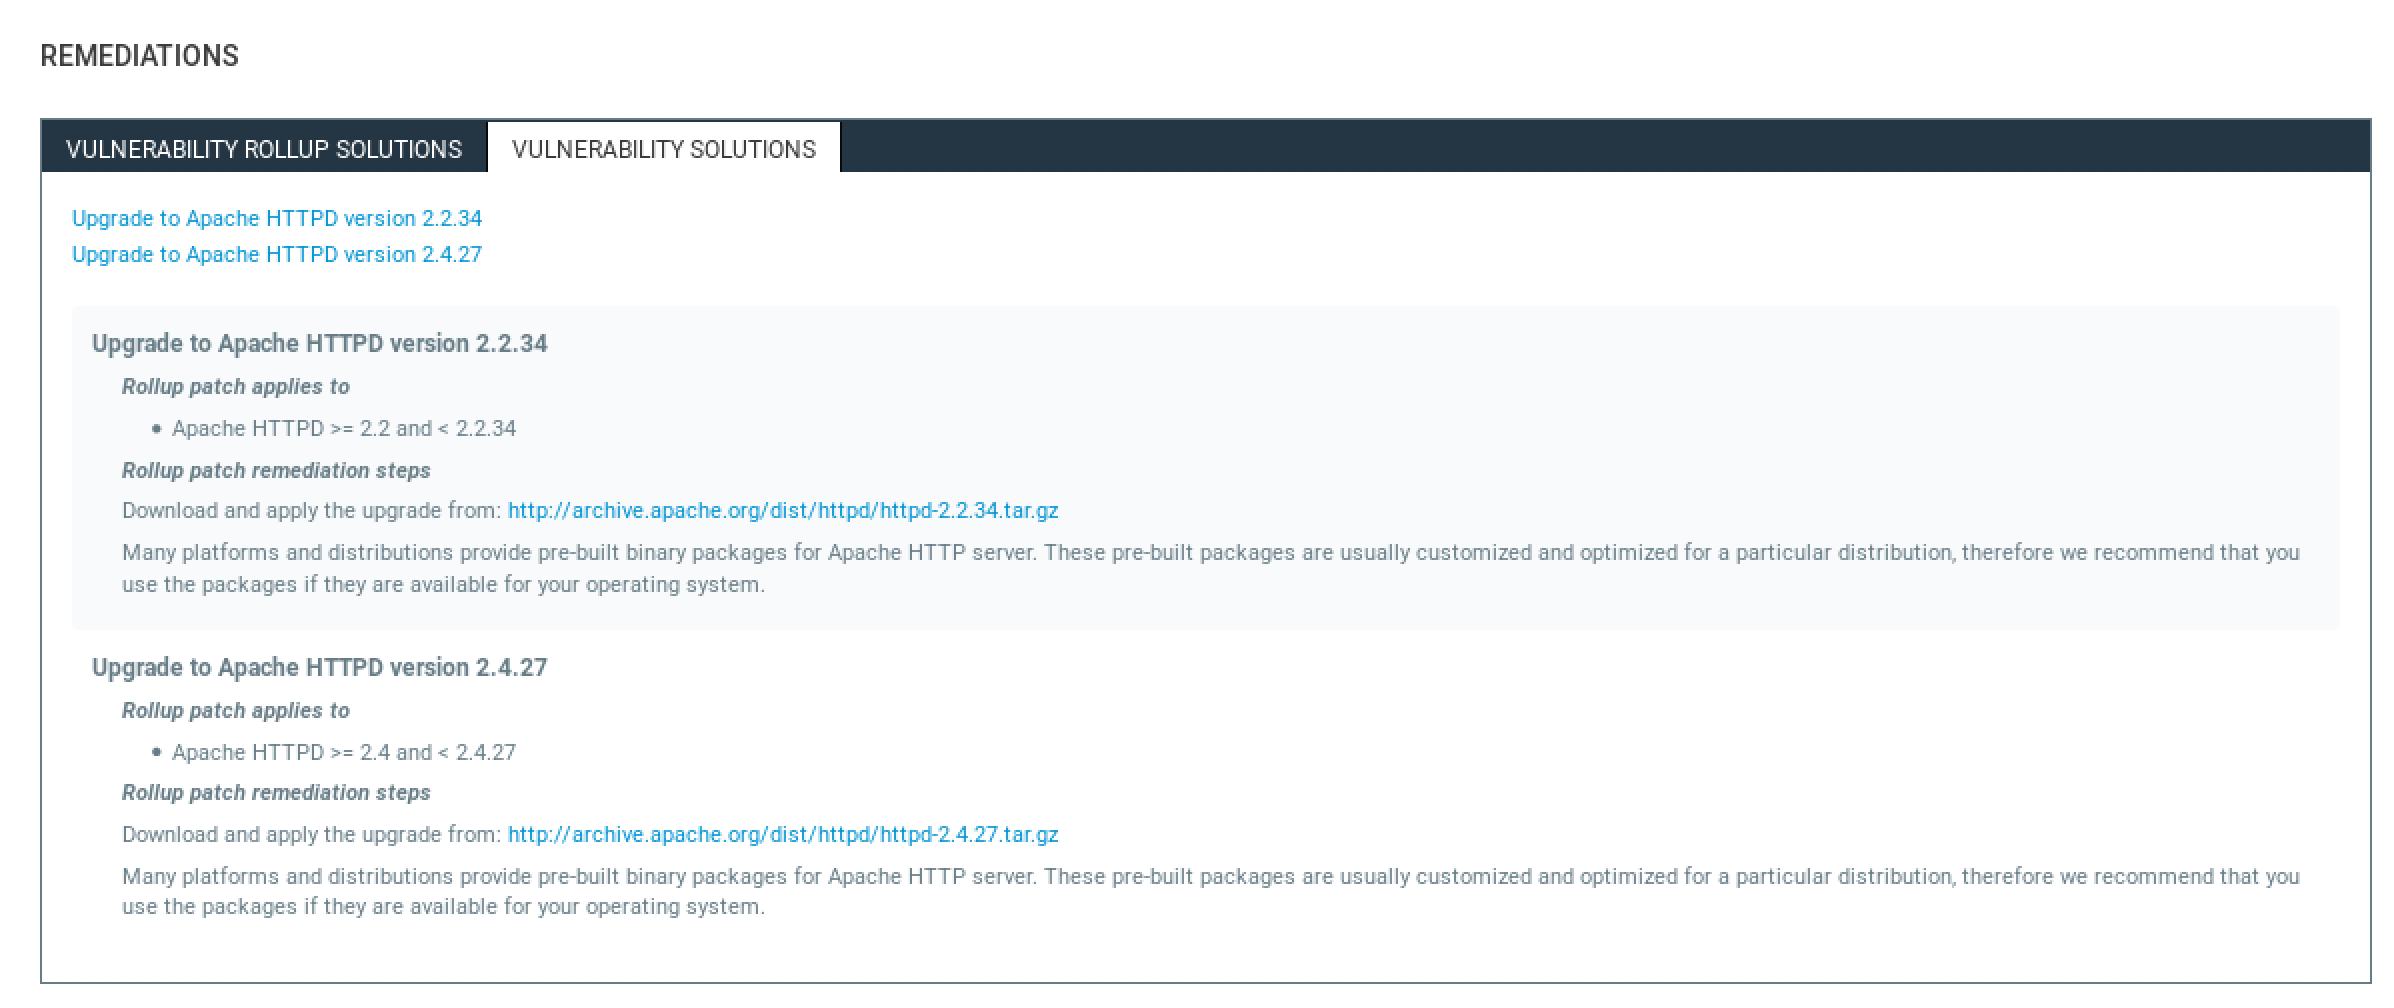 REMEDIATIONS
VULNERABILITY ROLLUP SOLUTIONS
VULNERABILITY SOLUTIONS
Upgrade to Apache HTTPD version 2.2.34
Upgrade to Apache HTTPD version 2.4.27
Upgrade to Apache HTTPD version 2.2.34
Rollup patch applies to
• Apache HTTPD >= 2.2 and < 2.2.34
Rollup patch remediation steps
Download and apply the upgrade from: http://archive.apache.org/dist/httpd/httpd-2.2.34.tar.gz
Many platforms and distributions provide pre-built binary packages for Apache HTTP server. These pre-built packages are usually customized and optimized for a particular distribution, therefore we recommend that you
use the packages if they are available for your operating system.
Upgrade to Apache HTTPD version 2.4.27
Rollup patch applies to
• Apache HTTPD >= 2.4 and < 2.4.27
Rollup patch remediation steps
Download and apply the upgrade from: http://archive.apache.org/dist/httpd/httpd-2.4.27.tar.gz
Many platforms and distributions provide pre-built binary packages for Apache HTTP server. These pre-built packages are usually customized and optimized for a particular distribution, therefore we recommend that you
use the packages if they are available for your operating system.